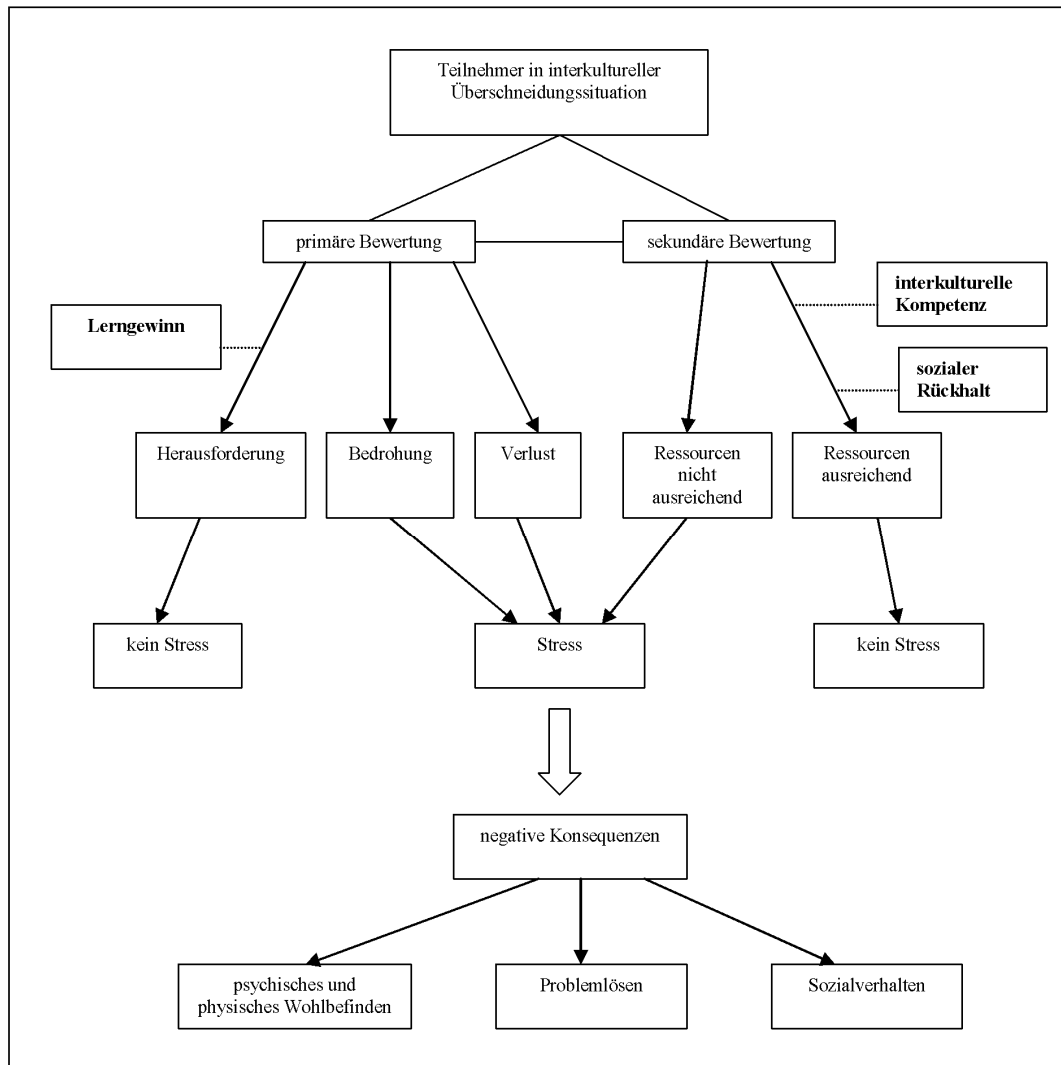 Teilnehmer in interkultureller
Überschneidungssituation
primäre Bewertung
sekundäre Bewertung
Lerngewinn
interkulturelle
Kompetenz
sozialer
Rückhalt
Herausforderung
Bedrohung
Verlust
Ressourcen
nicht
ausreichend
Ressourcen
ausreichend
kein Stress
Stress
kein Stress
negative Konsequenzen
psychisches und
physisches Wohlbefinden
Problemlösen
Sozialverhalten